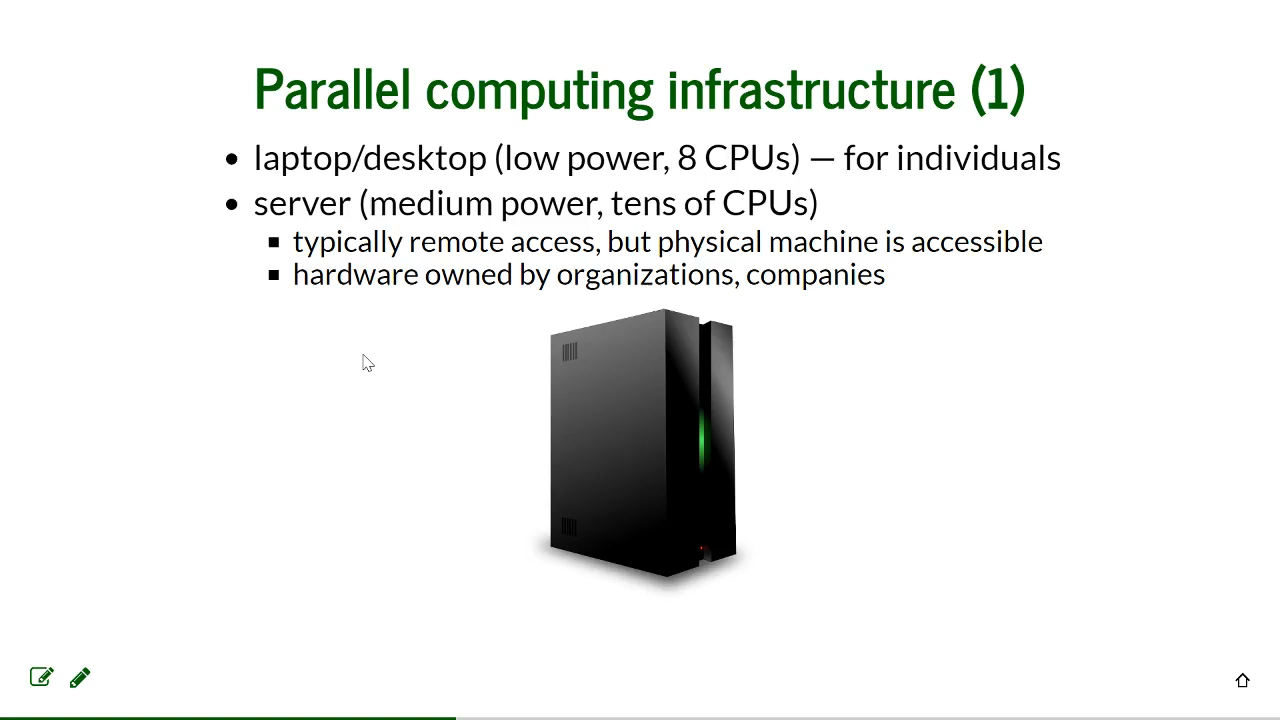 Parallel computing infrastructure (1)
laptop/desktop (low power, 8 CPUs) — for individuals
server (medium power, tens of CPUs)
typically remote access, but physical machine is accessible
hardware owned by organizations, companies